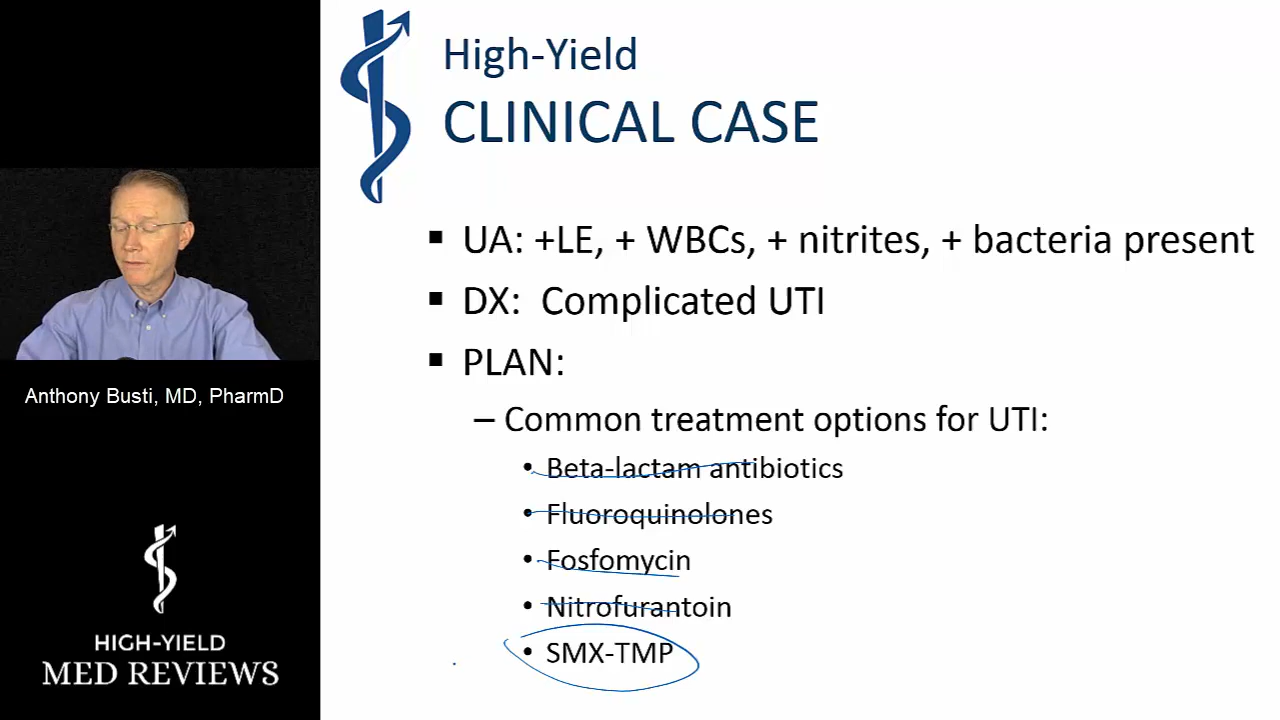 High-Yield
CLINICAL CASE
▪ UA: +LE, + WBCs, + nitrites, + bacteria present
▪ DX: Complicated UTI
▪ PLAN:
– Common treatment options for UTI:
• Beta-lactam antibiotics
• Fluoroquinolones
• Fosfomycin
• Nitrofurantoin
• SMX-TMP
Anthony Busti, MD, PharmD
HIGH-YIELD
MED REVIEWS